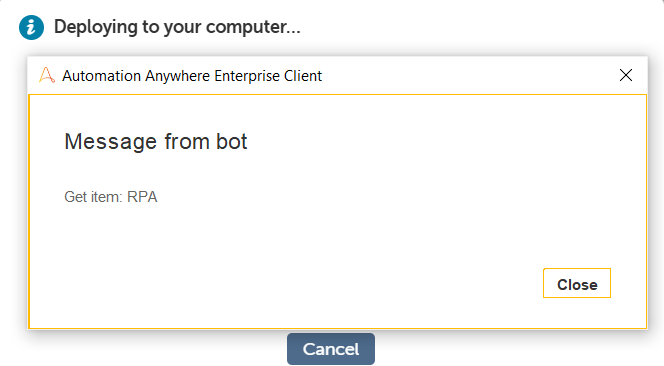 Deploying to your computer...
Automation Anywhere Enterprise Client
Message from bot
Get item: RPA
Close
Cancel